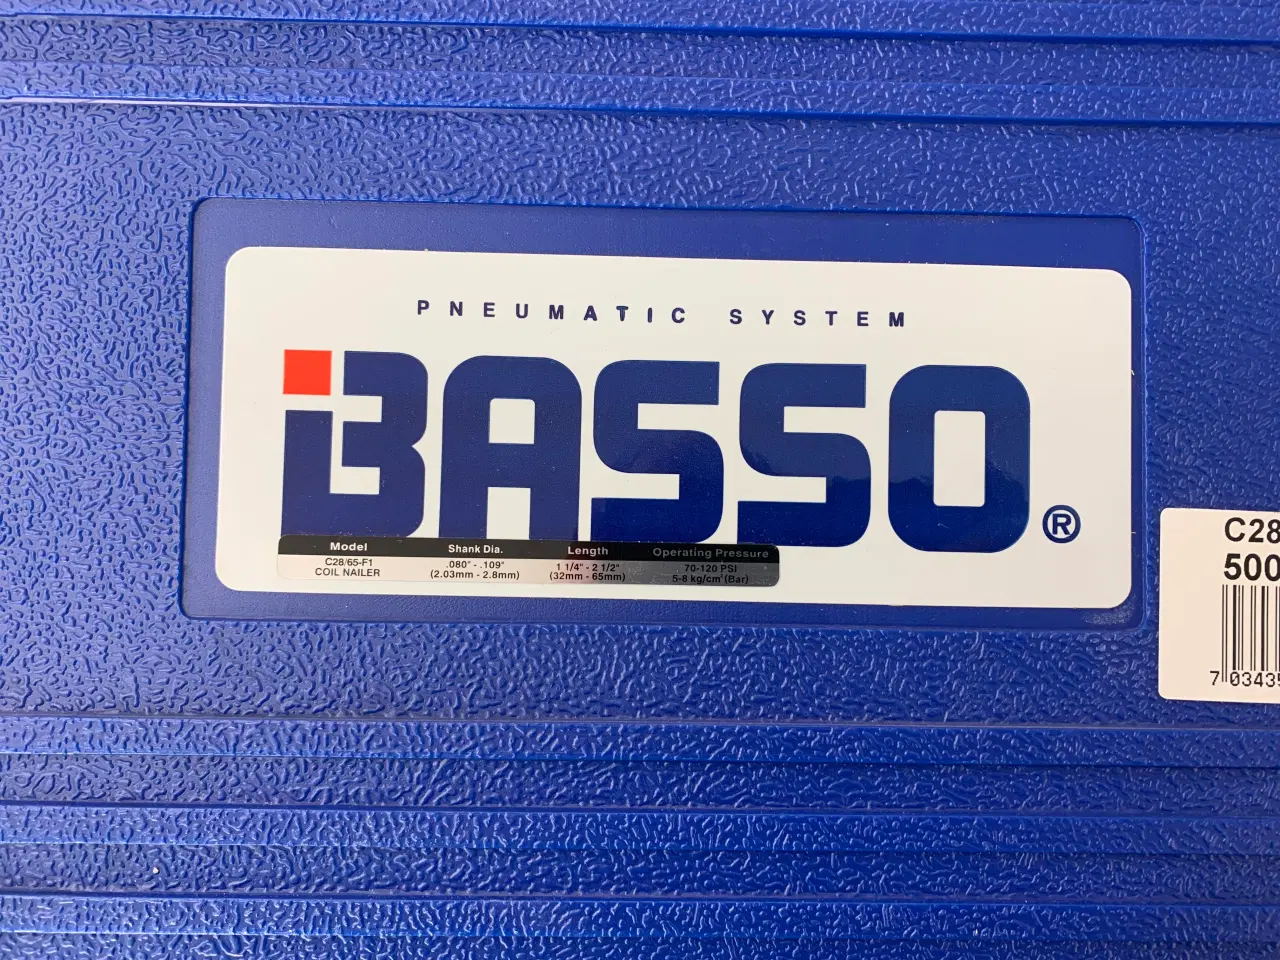 PNEUMATIC SYSTEM
BASSO®
Model Shank Dia. Length Operating Pressure
C28/65-F1 .080" - .109" 1 1/4" - 2 1/2" 70-120 PSI
COIL NAILER (2.03mm - 2.8mm) (32mm - 65mm) 5-8 kg/cm² (Bar)
C28
500
7 03435